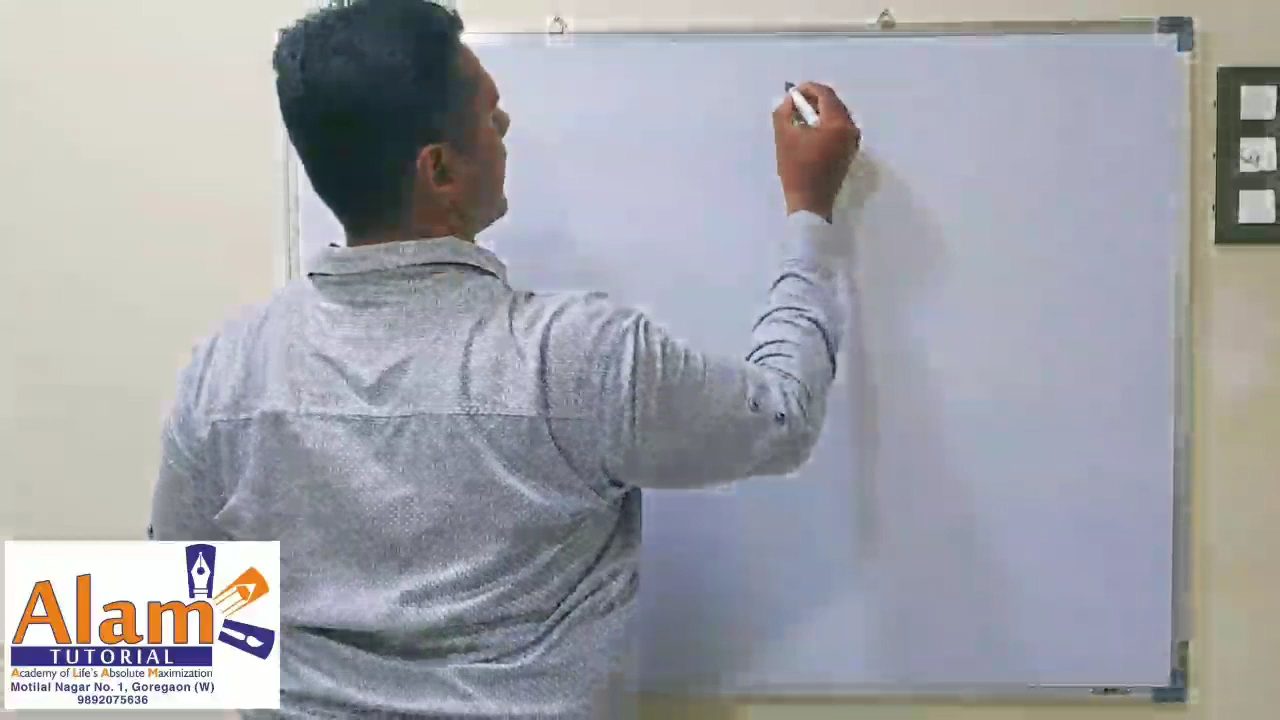 Alam
TUTORIAL
Academy of Life's Absolute Maximization
Motilal Nagar No. 1, Goregaon (W)
9892075636